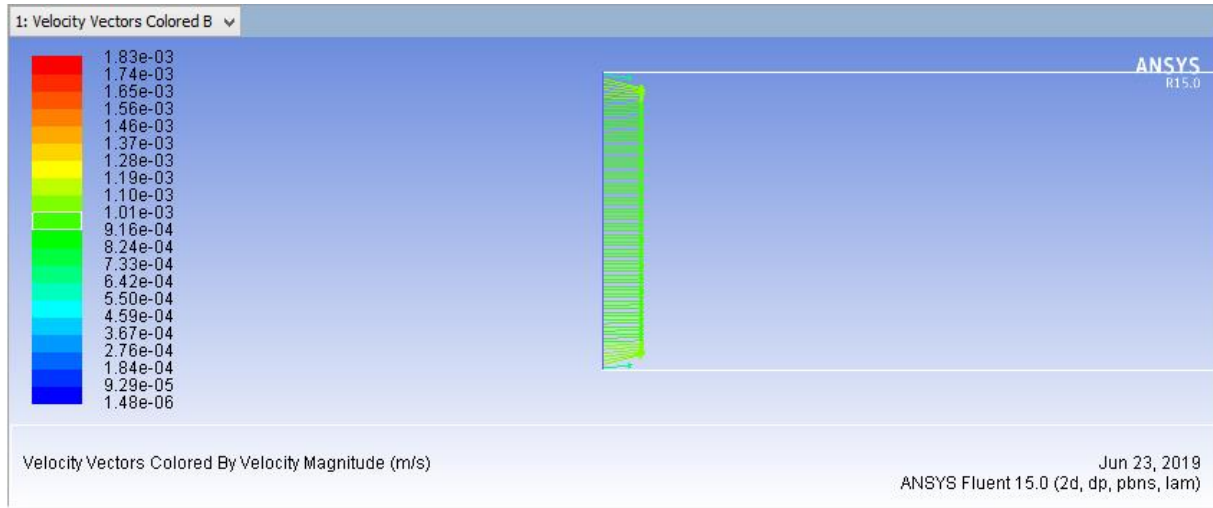 1: Velocity Vectors Colored B
1.83e-03
1.74e-03
1.65e-03
1.56e-03
1.46e-03
1.37e-03
1.28e-03
1.19e-03
1.10e-03
1.01e-03
9.16e-04
8.24e-04
7.33e-04
6.42e-04
5.50e-04
4.59e-04
3.67e-04
2.76e-04
1.84e-04
9.29e-05
1.48e-06
ANSYS
R15.0
Velocity Vectors Colored By Velocity Magnitude (m/s)
Jun 23, 2019
ANSYS Fluent 15.0 (2d, dp, pbns, lam)